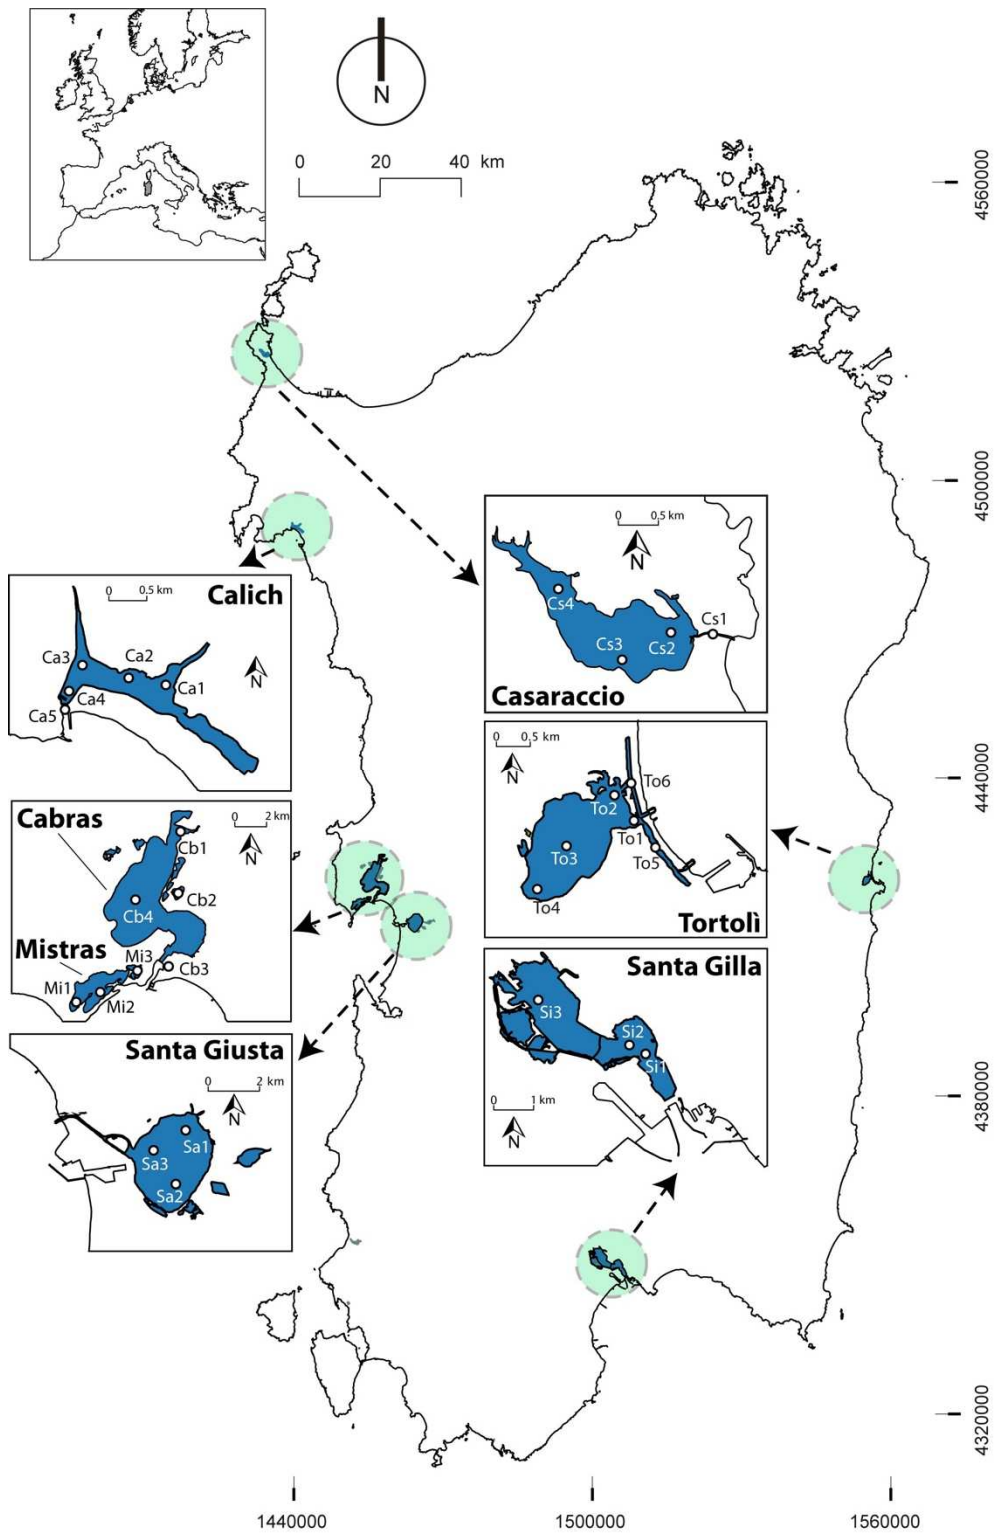 N
0 20 40 km
4560000
4500000
4440000
4380000
4320000
1440000
1500000
1560000
0 0.5 km
Calich
N
Ca3
Ca2
Ca1
Ca4
Ca5
0 0.5 km
N
Cs4
Cs1
Cs3
Cs2
Casaraccio
Cabras
0 2 km
N
Cb1
Cb2
Cb4
Mistras
Mi3
Cb3
Mi1
Mi2
0 0.5 km
N
To6
To2
To1
To3
To5
To4
Tortolì
Santa Giusta
0 2 km
N
Sa1
Sa3
Sa2
Santa Gilla
Si3
Si2
Si1
0 1 km
N